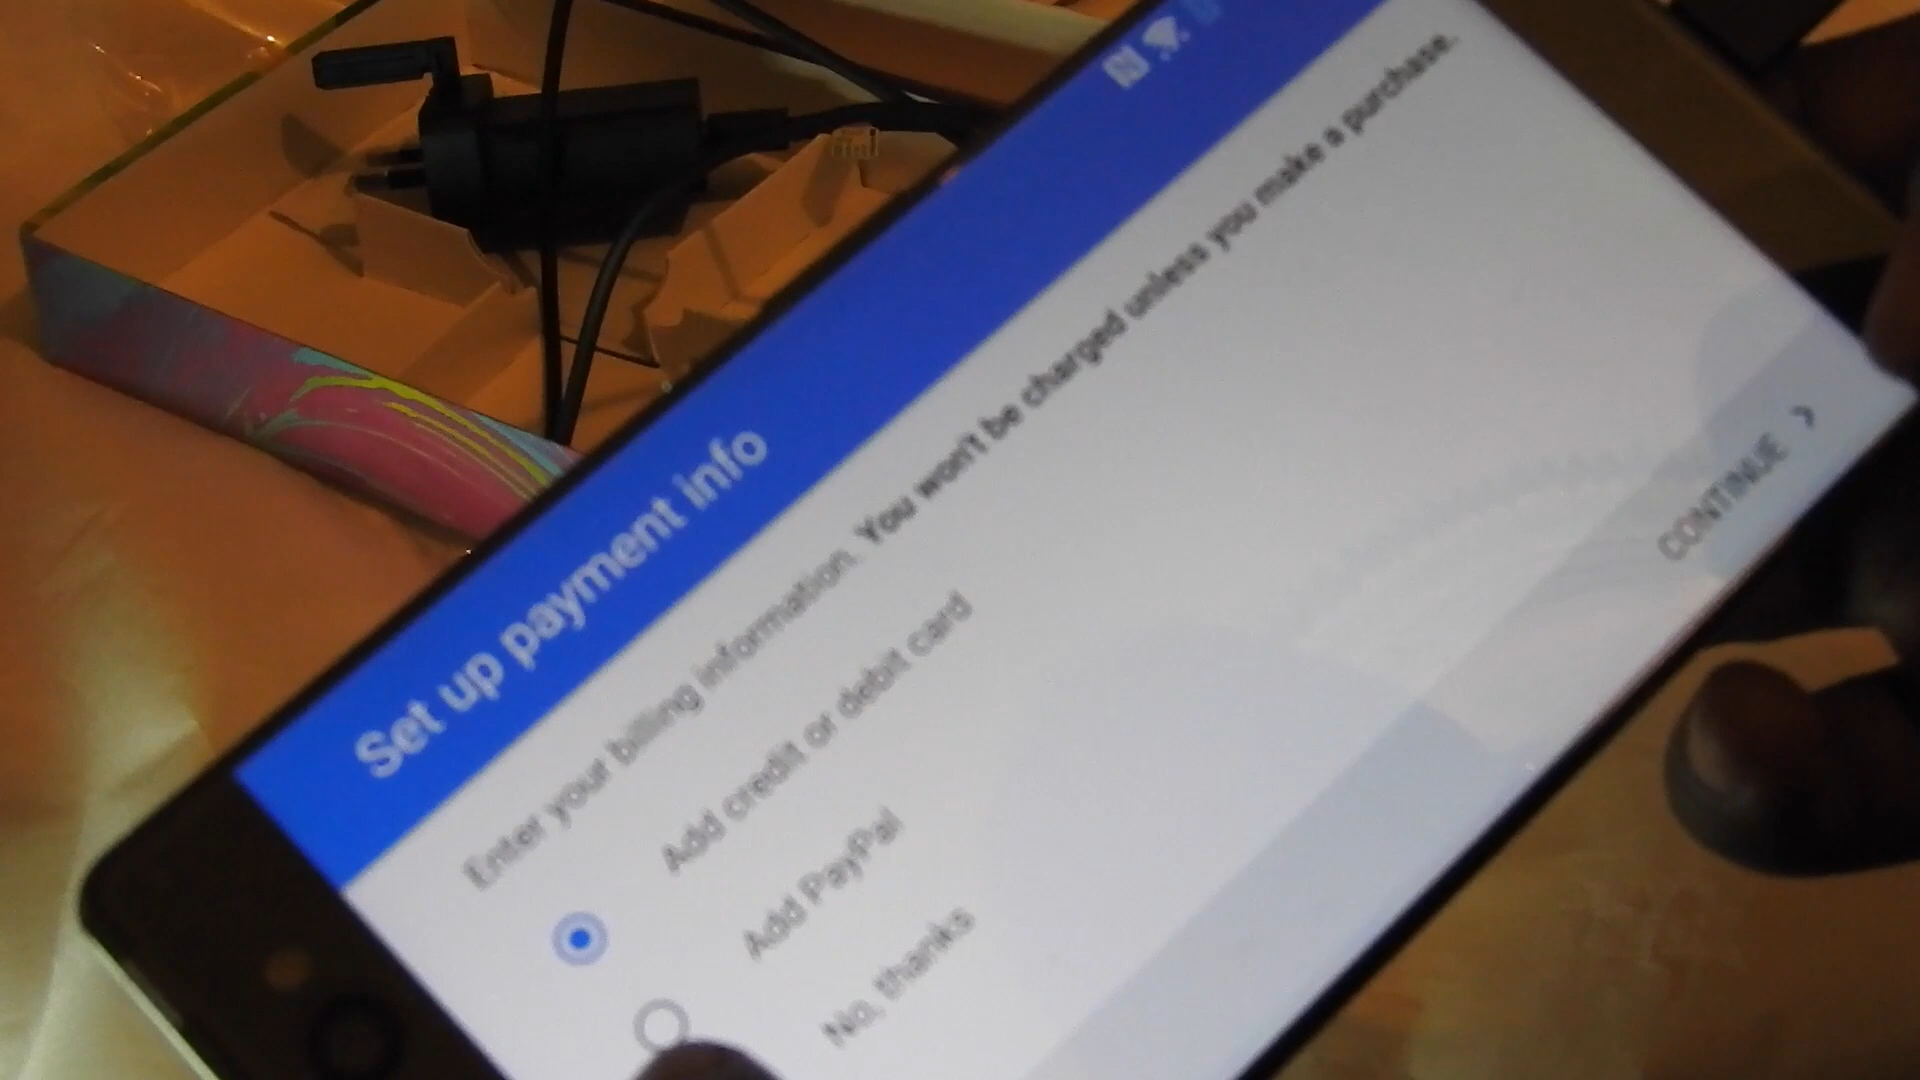 Set up payment info
Enter your billing information. You won't be charged unless you make a purchase.
Add credit or debit card
Add PayPal
No, thanks
CONTINUE